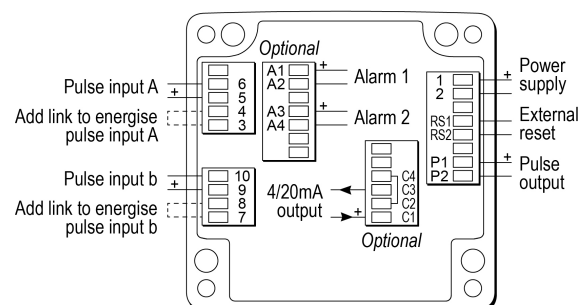 Optional
Pulse input A
+
6
5
4
3
Add link to energise
pulse input A
A1
A2
A3
A4
+
Alarm 1
+
Alarm 2
1
2
RS1
RS2
P1
P2
+
Power
supply
External
reset
+
Pulse
output
Pulse input b
+
10
9
8
7
Add link to energise
pulse input b
4/20mA
output
+
C4
C3
C2
C1
Optional